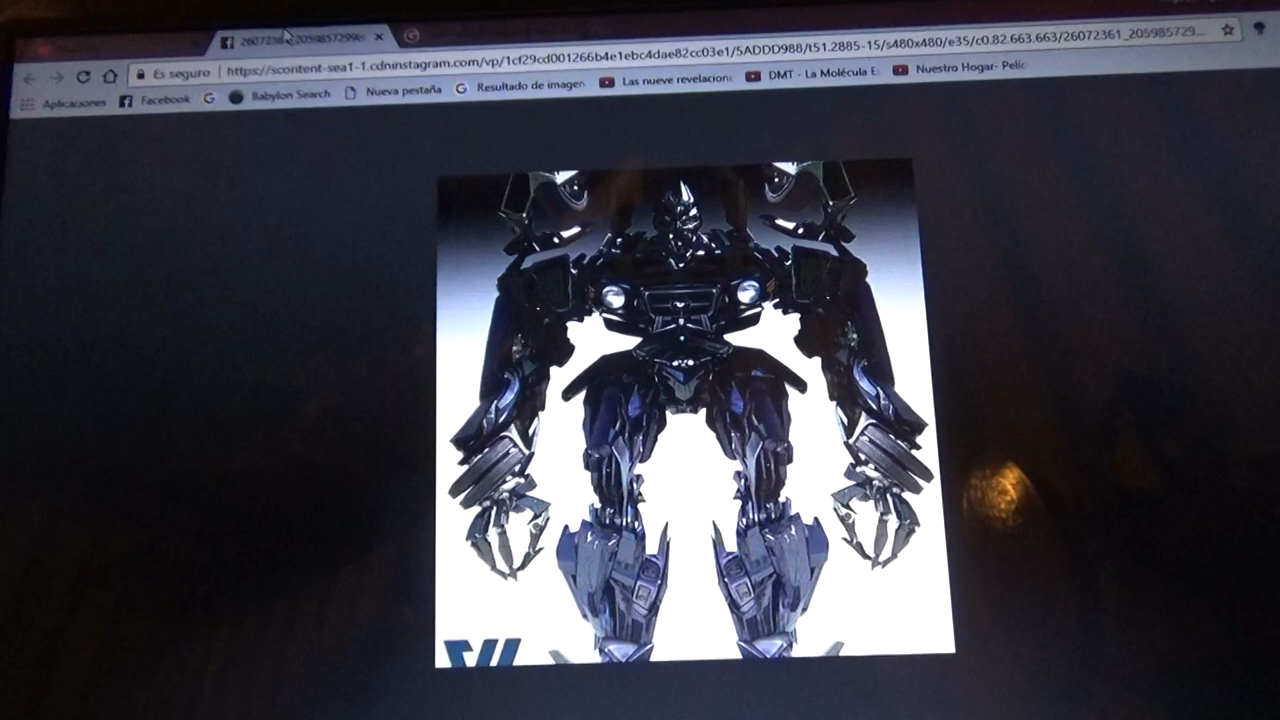 2607236 _2059857299
Es seguro | https://scontent-sea1-1.cdninstagram.com/vp/1cf29cd001266b4e1ebc4dae82cc03e1/5ADDD988/t51.2885-15/s480x480/e35/c0.82.663.663/26072361_205985729...
Aplicaciones Facebook Babylon Search Nueva pestaña Resultado de imagen Las nueve revelacion DMT - La Molécula E Nuestro Hogar- Pelíc